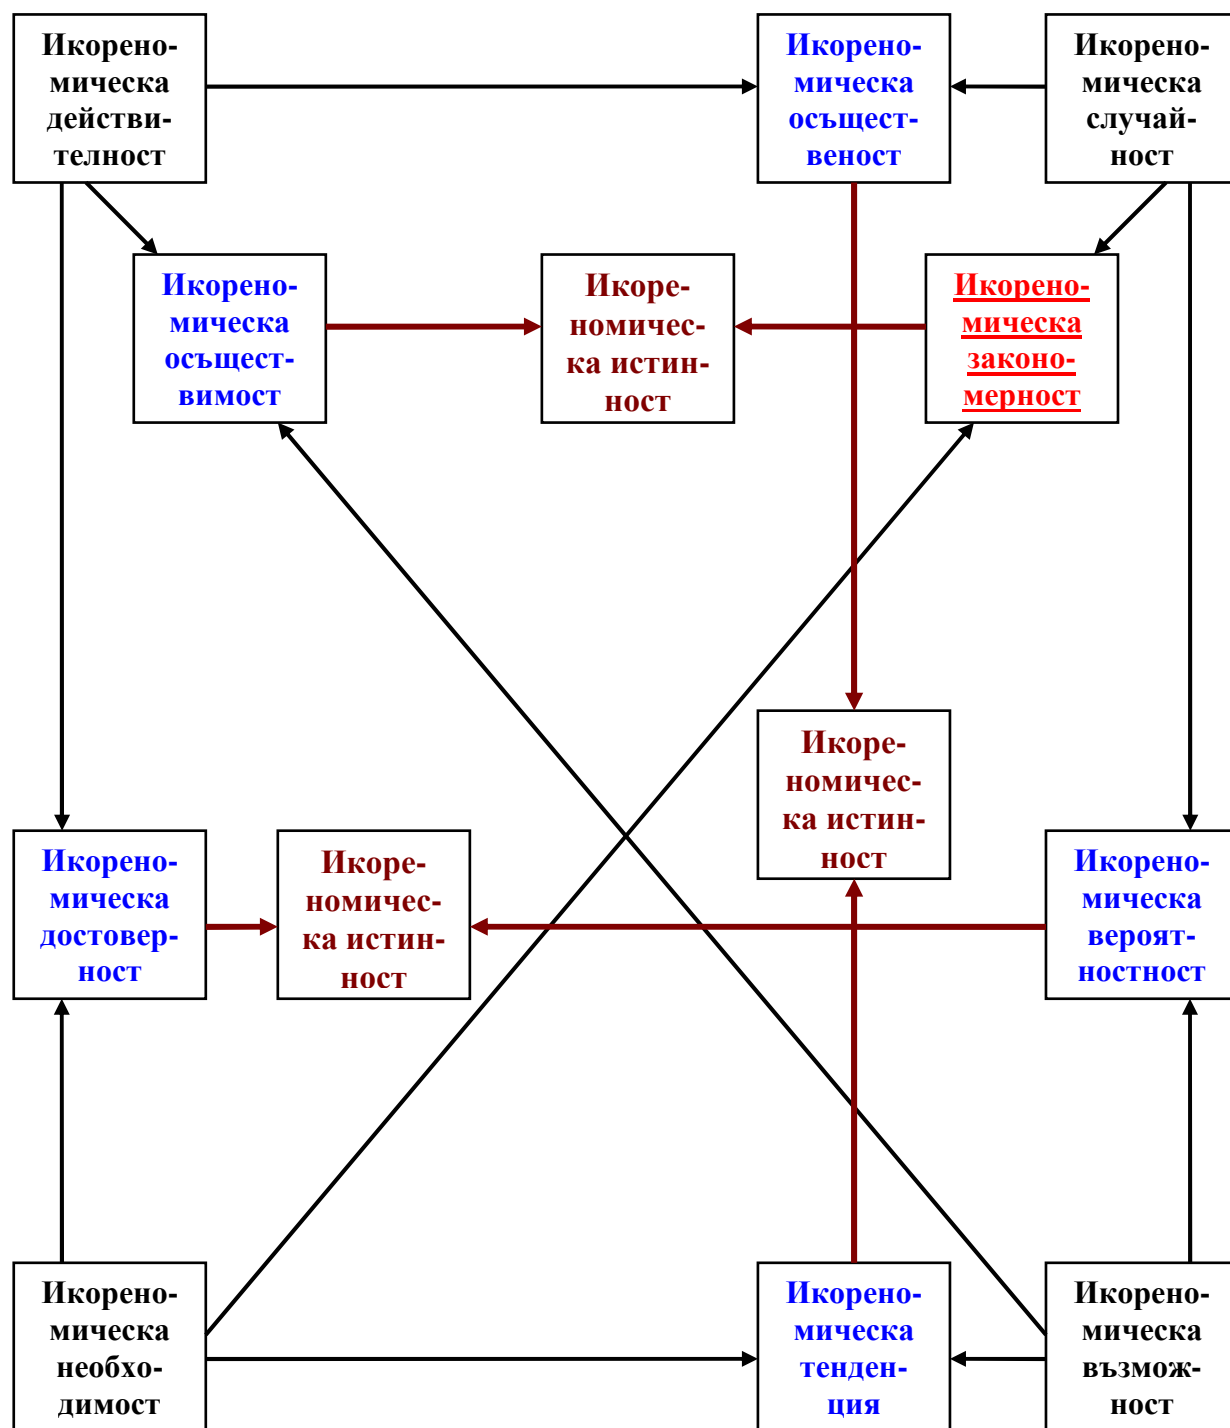 Икорено-
мическа
действи-
телност
Икорено-
мическа
осъщест-
веност
Икорено-
мическа
случай-
ност
Икорено-
мическа
осъщест-
вимост
Икоре-
номичес-
ка истин-
ност
Икорено-
мическа
законо-
мерност
Икоре-
номичес-
ка истин-
ност
Икорено-
мическа
достовер-
ност
Икоре-
номичес-
ка истин-
ност
Икорено-
мическа
вероят-
ностност
Икорено-
мическа
необхо-
димост
Икорено-
мическа
тенден-
ция
Икорено-
мическа
възмож-
ност